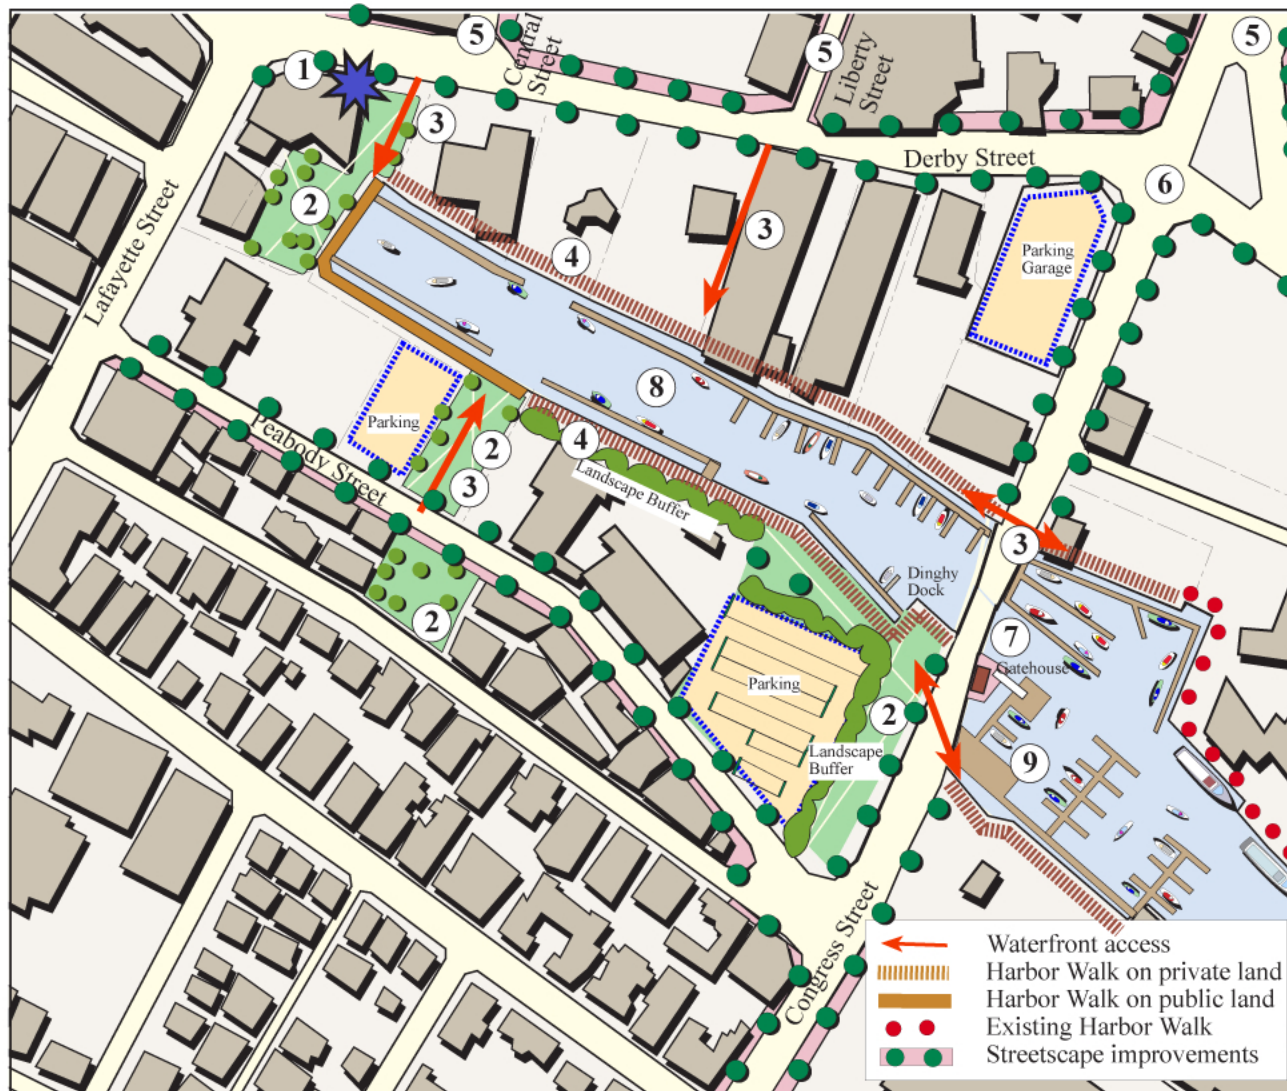 5
Central
Street
5
Liberty
Street
5
1
3
Derby Street
6
2
3
4
Parking
Garage
Lafayette Street
8
Parking
Peabody Street
2
3
4
Landscape Buffer
3
Dinghy
Dock
2
7
Gatehouse
Parking
2
Landscape
Buffer
9
Congress Street
Waterfront access
Harbor Walk on private land
Harbor Walk on public land
Existing Harbor Walk
Streetscape improvements